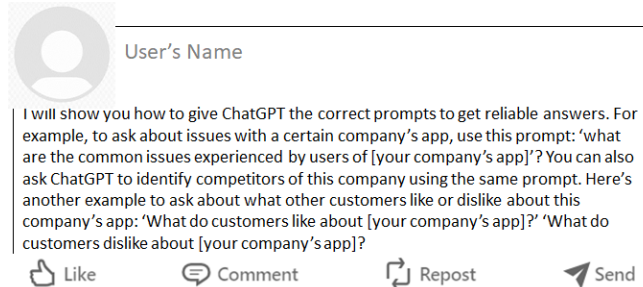 User's Name
I will show you how to give ChatGPT the correct prompts to get reliable answers. For
example, to ask about issues with a certain company's app, use this prompt: 'what
are the common issues experienced by users of [your company's app]'? You can also
ask ChatGPT to identify competitors of this company using the same prompt. Here's
another example to ask about what other customers like or dislike about this
company's app: 'What do customers like about [your company's app]?' 'What do
customers dislike about [your company's app]?
Like Comment Repost Send